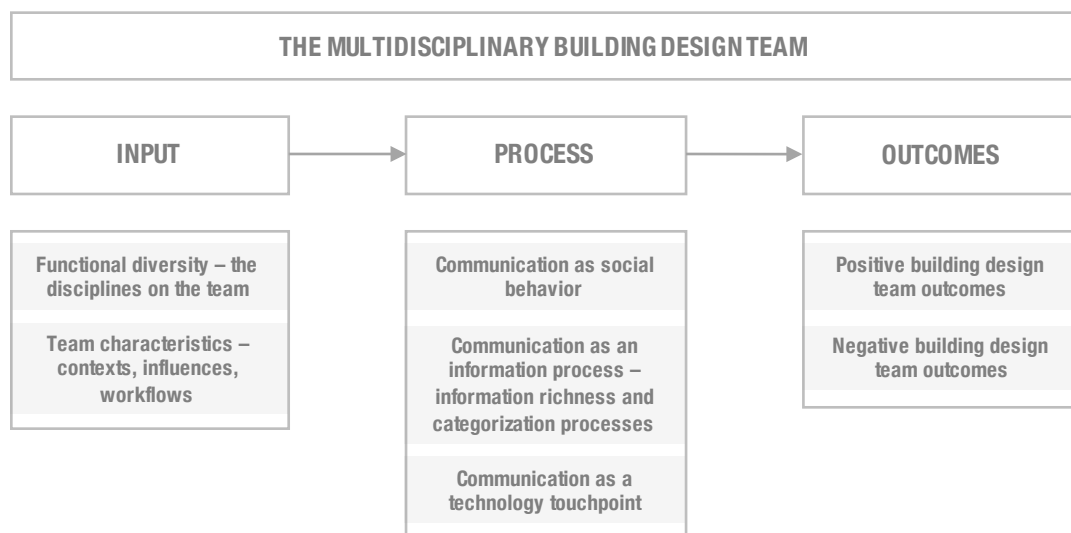 THE MULTIDISCIPLINARY BUILDING DESIGN TEAM
INPUT
PROCESS
OUTCOMES
Functional diversity – the
disciplines on the team
Team characteristics –
contexts, influences,
workflows
Communication as social
behavior
Communication as an
information process –
information richness and
categorization processes
Communication as a
technology touchpoint
Positive building design
team outcomes
Negative building design
team outcomes